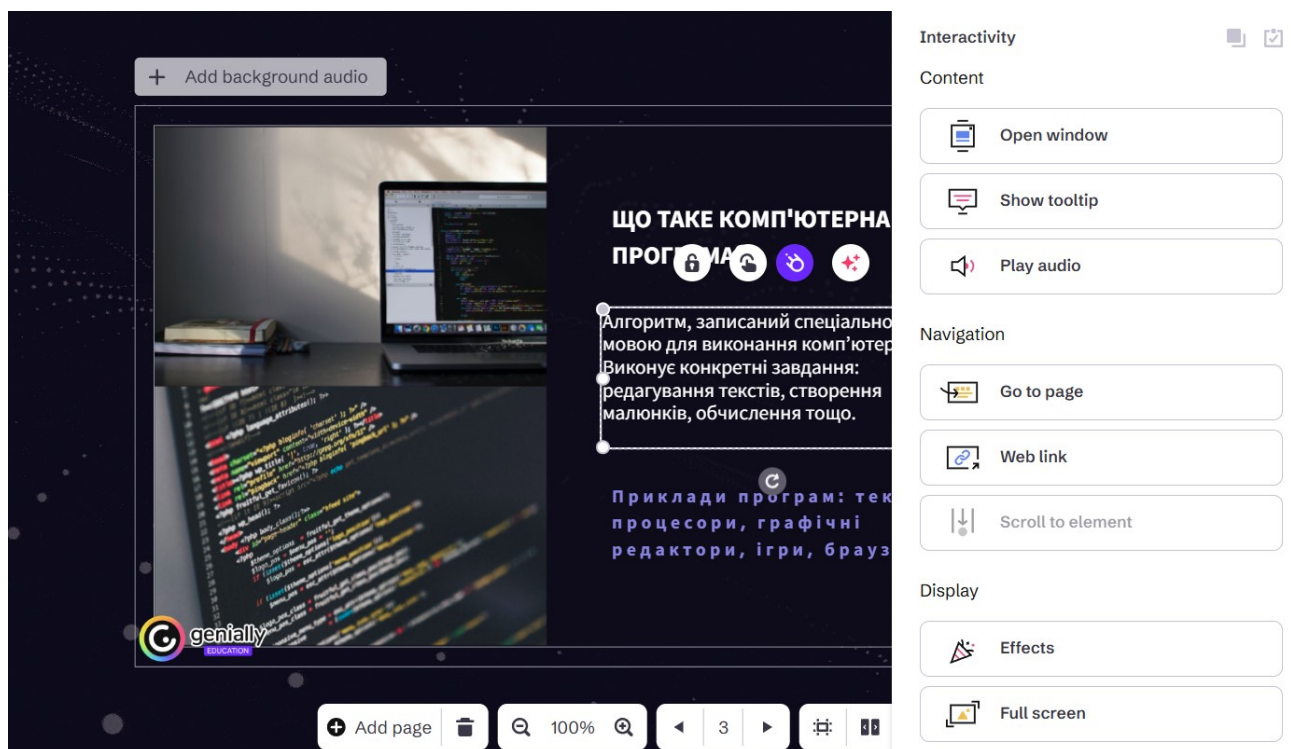 Add background audio
ЩО ТАКЕ КОМП'ЮТЕРНА
Алгоритм, записаний спеціально
мовою для виконання комп’ютер
Виконує конкретні завдання:
редагування текстів, створення
малюнків, обчислення тощо.
Приклади програм: тек
процесори, графічні
редактори, ігри, брауз
genially
EDUCATION
Add page
100%
3
Interactivity
Content
Open window
Show tooltip
Play audio
Navigation
Go to page
Web link
Scroll to element
Display
Effects
Full screen